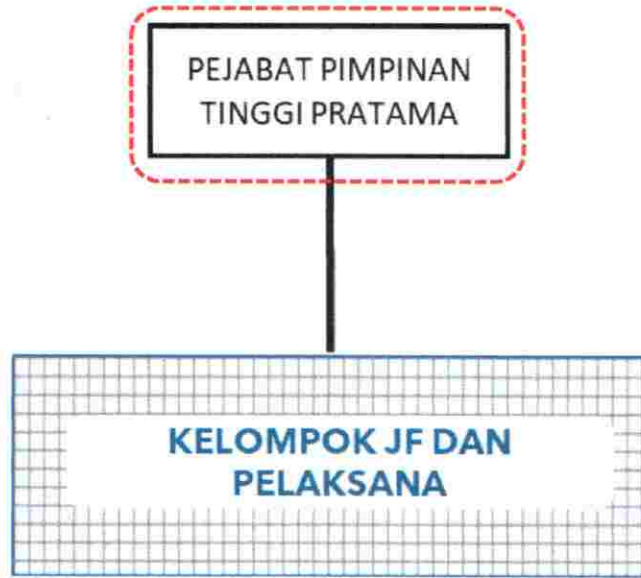 PEJABAT PIMPINAN
TINGGI PRATAMA
KELOMPOK JF DAN
PELAKSANA